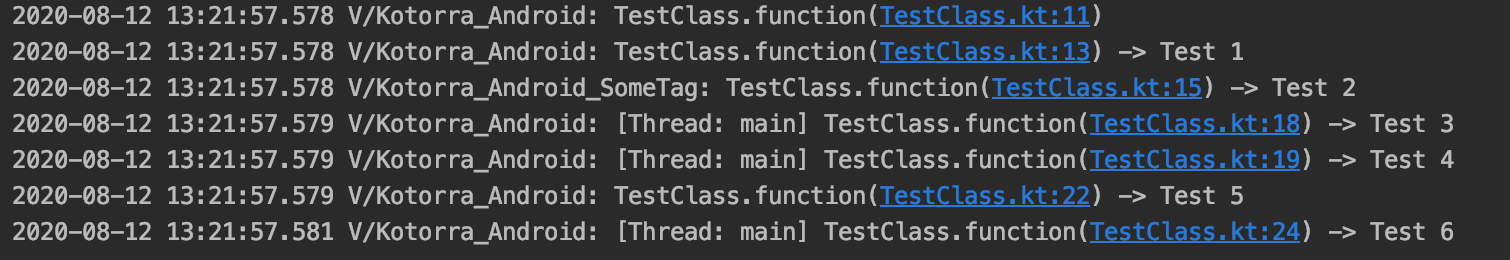 2020-08-12 13:21:57.578 V/Kotorra_Android: TestClass.function(TestClass.kt:11)
2020-08-12 13:21:57.578 V/Kotorra_Android: TestClass.function(TestClass.kt:13) -> Test 1
2020-08-12 13:21:57.578 V/Kotorra_Android_SomeTag: TestClass.function(TestClass.kt:15) -> Test 2
2020-08-12 13:21:57.579 V/Kotorra_Android: [Thread: main] TestClass.function(TestClass.kt:18) -> Test 3
2020-08-12 13:21:57.579 V/Kotorra_Android: [Thread: main] TestClass.function(TestClass.kt:19) -> Test 4
2020-08-12 13:21:57.579 V/Kotorra_Android: TestClass.function(TestClass.kt:22) -> Test 5
2020-08-12 13:21:57.581 V/Kotorra_Android: [Thread: main] TestClass.function(TestClass.kt:24) -> Test 6